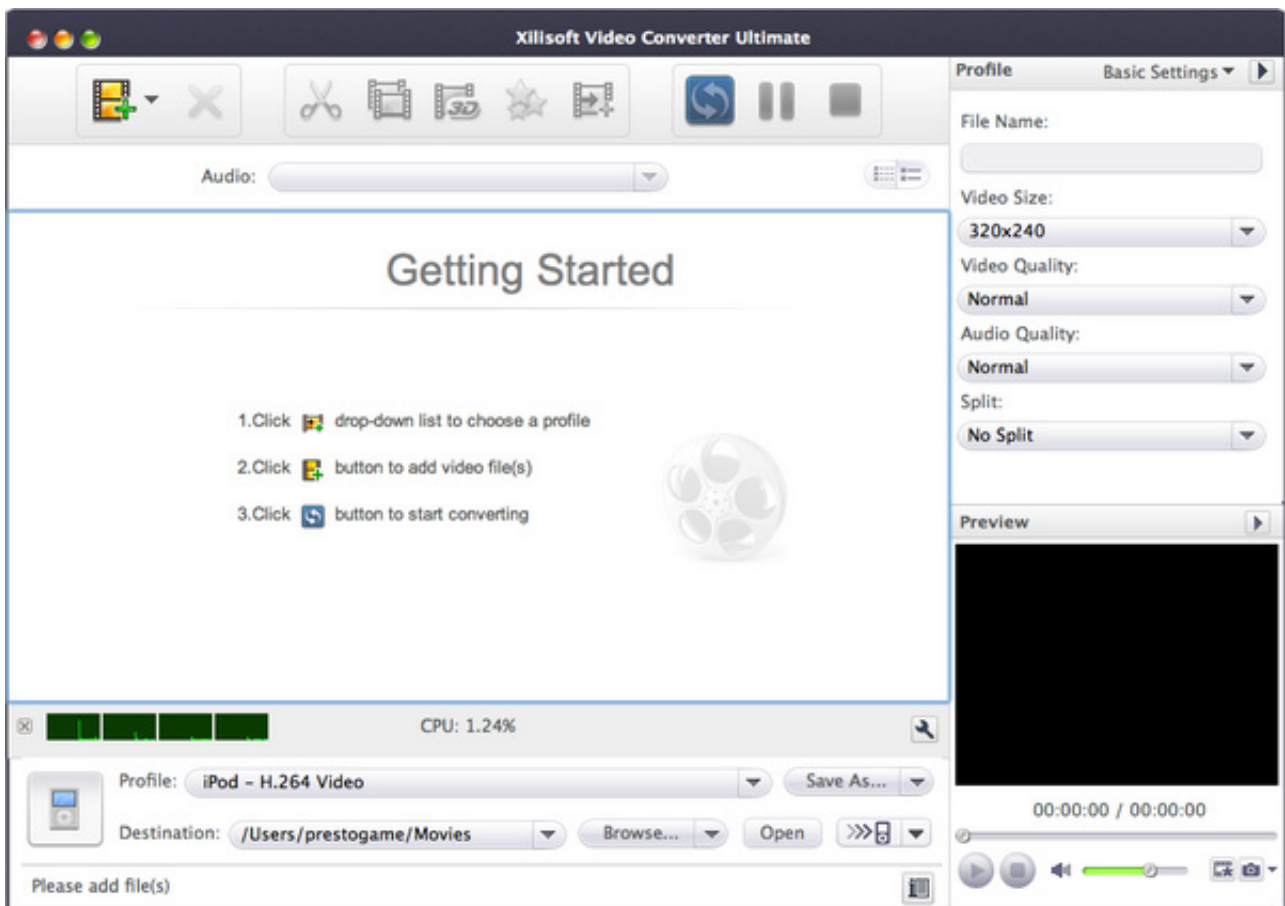 Xilisoft Video Converter Ultimate
3D
Audio:
Getting Started
1.Click drop-down list to choose a profile
2.Click button to add video file(s)
3.Click button to start converting
CPU: 1.24%
Profile: iPod – H.264 Video Save As...
Destination: /Users/prestogame/Movies Browse... Open
Please add file(s)
Profile Basic Settings
File Name:
Video Size:
320x240
Video Quality:
Normal
Audio Quality:
Normal
Split:
No Split
Preview
00:00:00 / 00:00:00